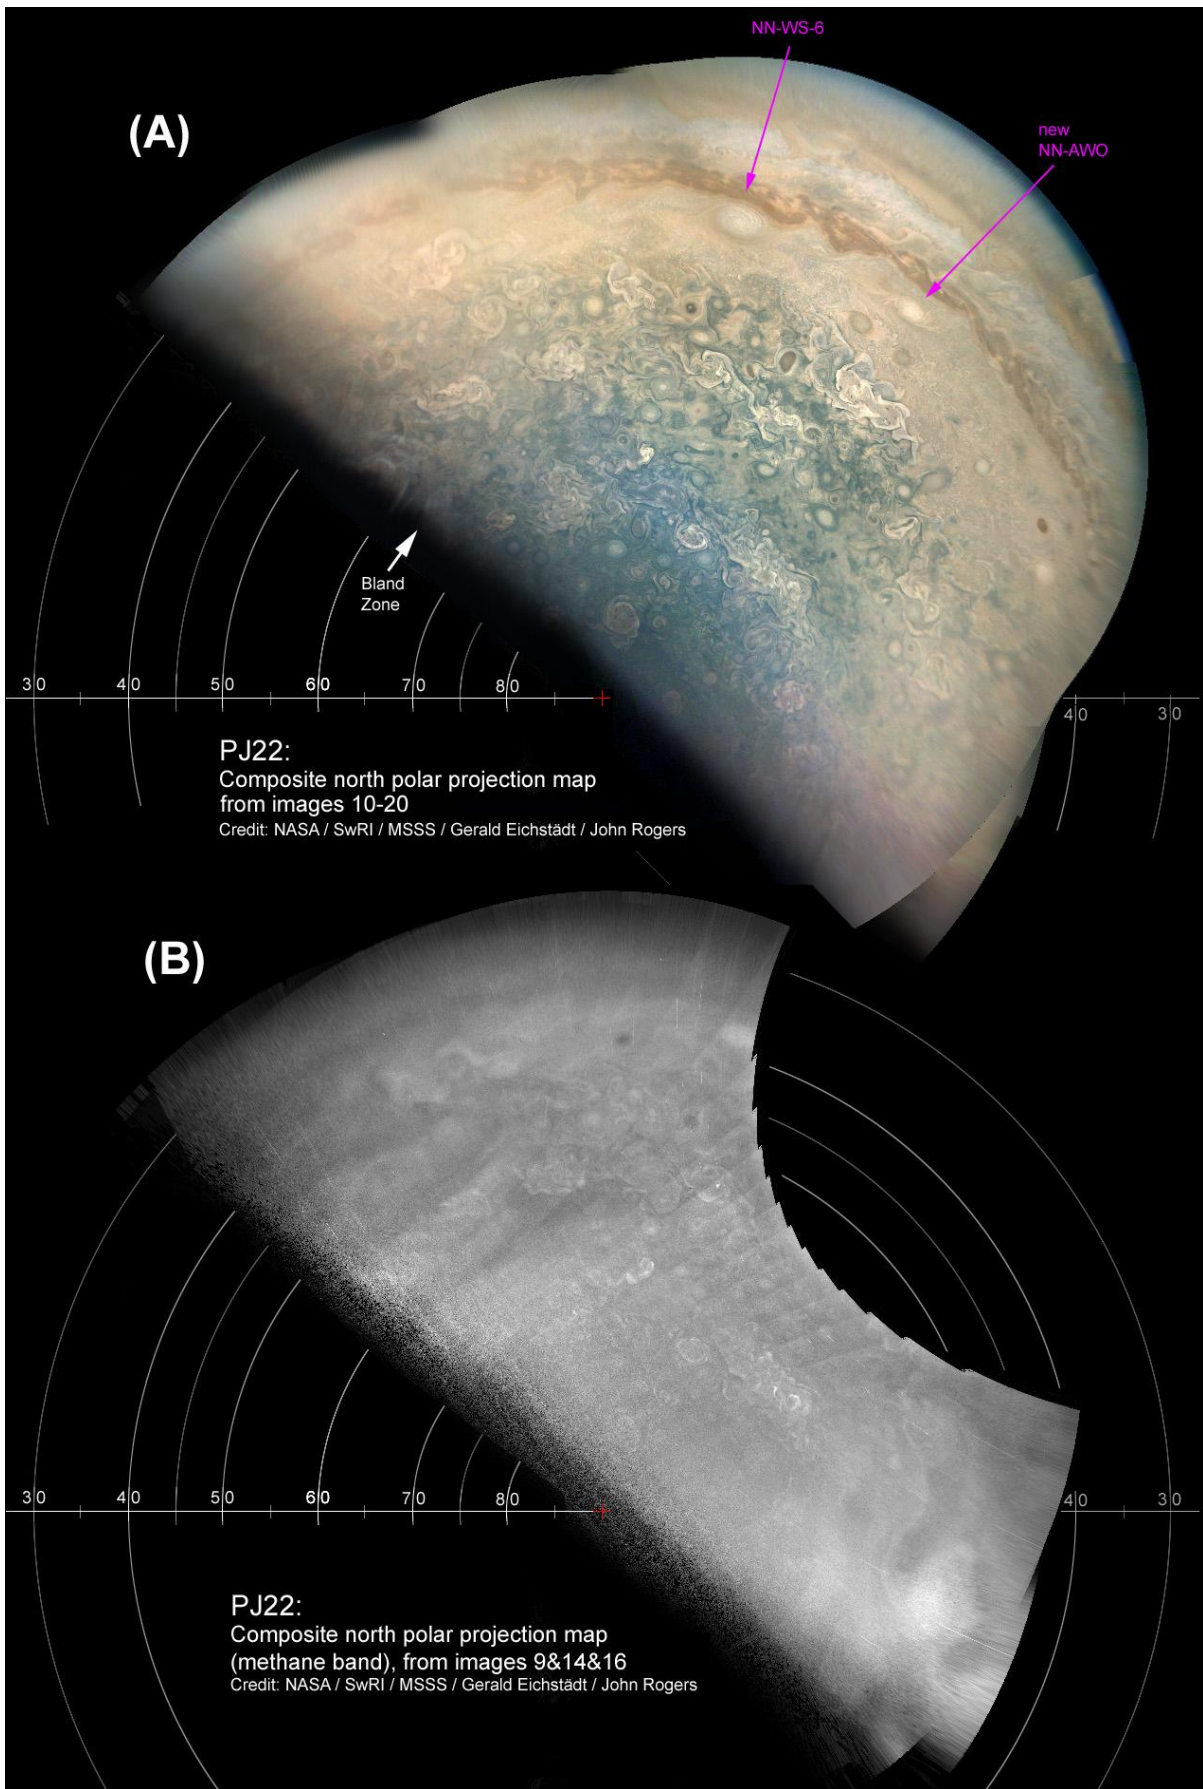 NN-WS-6
(A)
new
NN-AWO
Bland
Zone
30 40 50 60 70 80 40 30
PJ22:
Composite north polar projection map
from images 10-20
Credit: NASA / SwRI / MSSS / Gerald Eichstädt / John Rogers
(B)
30 40 50 60 70 80 40 30
PJ22:
Composite north polar projection map
(methane band), from images 9&14&16
Credit: NASA / SwRI / MSSS / Gerald Eichstädt / John Rogers